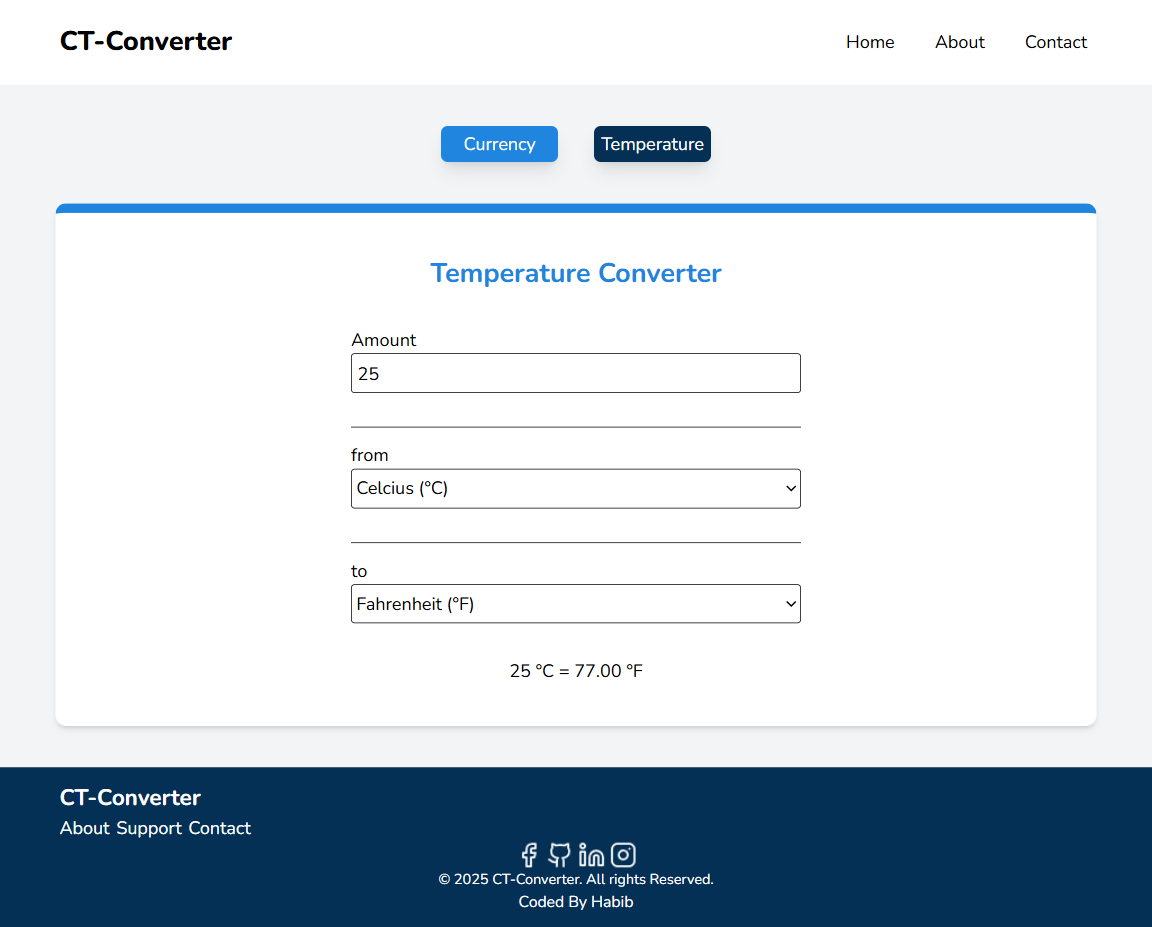 CT-Converter
Home About Contact
Currency Temperature
Temperature Converter
Amount
25
from
Celcius (°C)
to
Fahrenheit (°F)
25 °C = 77.00 °F
CT-Converter
About Support Contact
© 2025 CT-Converter. All rights Reserved.
Coded By Habib